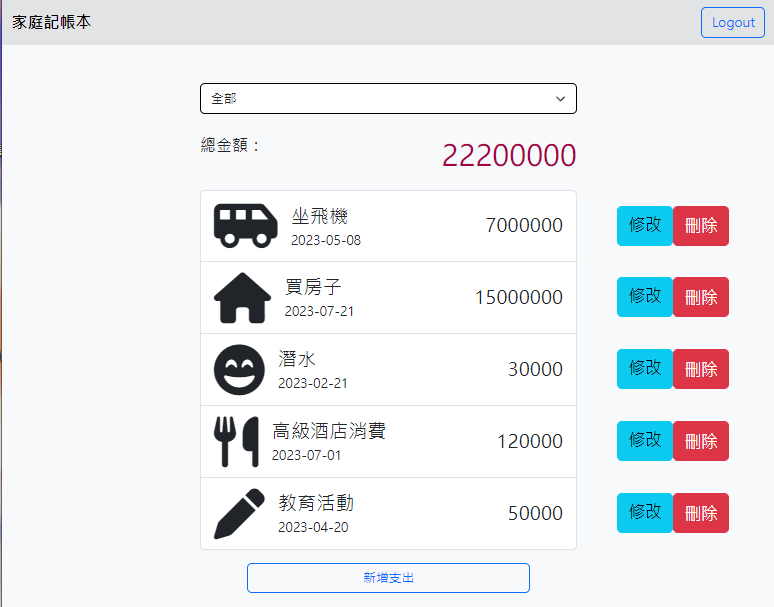 家庭記帳本
Logout
全部
總金額：
22200000
坐飛機
2023-05-08
7000000
修改
刪除
買房子
2023-07-21
15000000
修改
刪除
潛水
2023-02-21
30000
修改
刪除
高級酒店消費
2023-07-01
120000
修改
刪除
教育活動
2023-04-20
50000
修改
刪除
新增支出